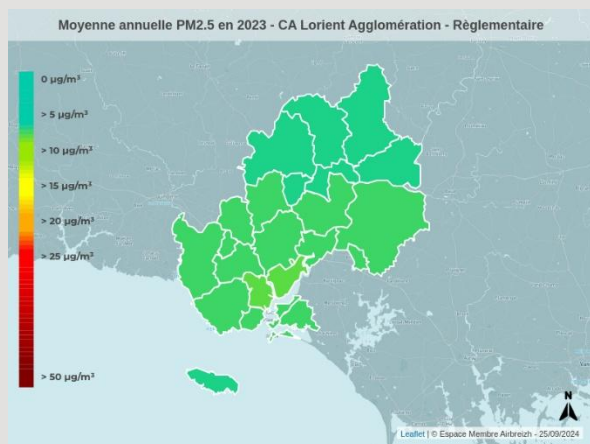 Moyenne annuelle PM2.5 en 2023 - CA Lorient Agglomération - Règlementaire
0 µg/m³
> 5 µg/m³
> 10 µg/m³
> 15 µg/m³
> 20 µg/m³
> 25 µg/m³
> 50 µg/m³
N
Leaflet | © Espace Membre Airbreizh - 25/09/2024